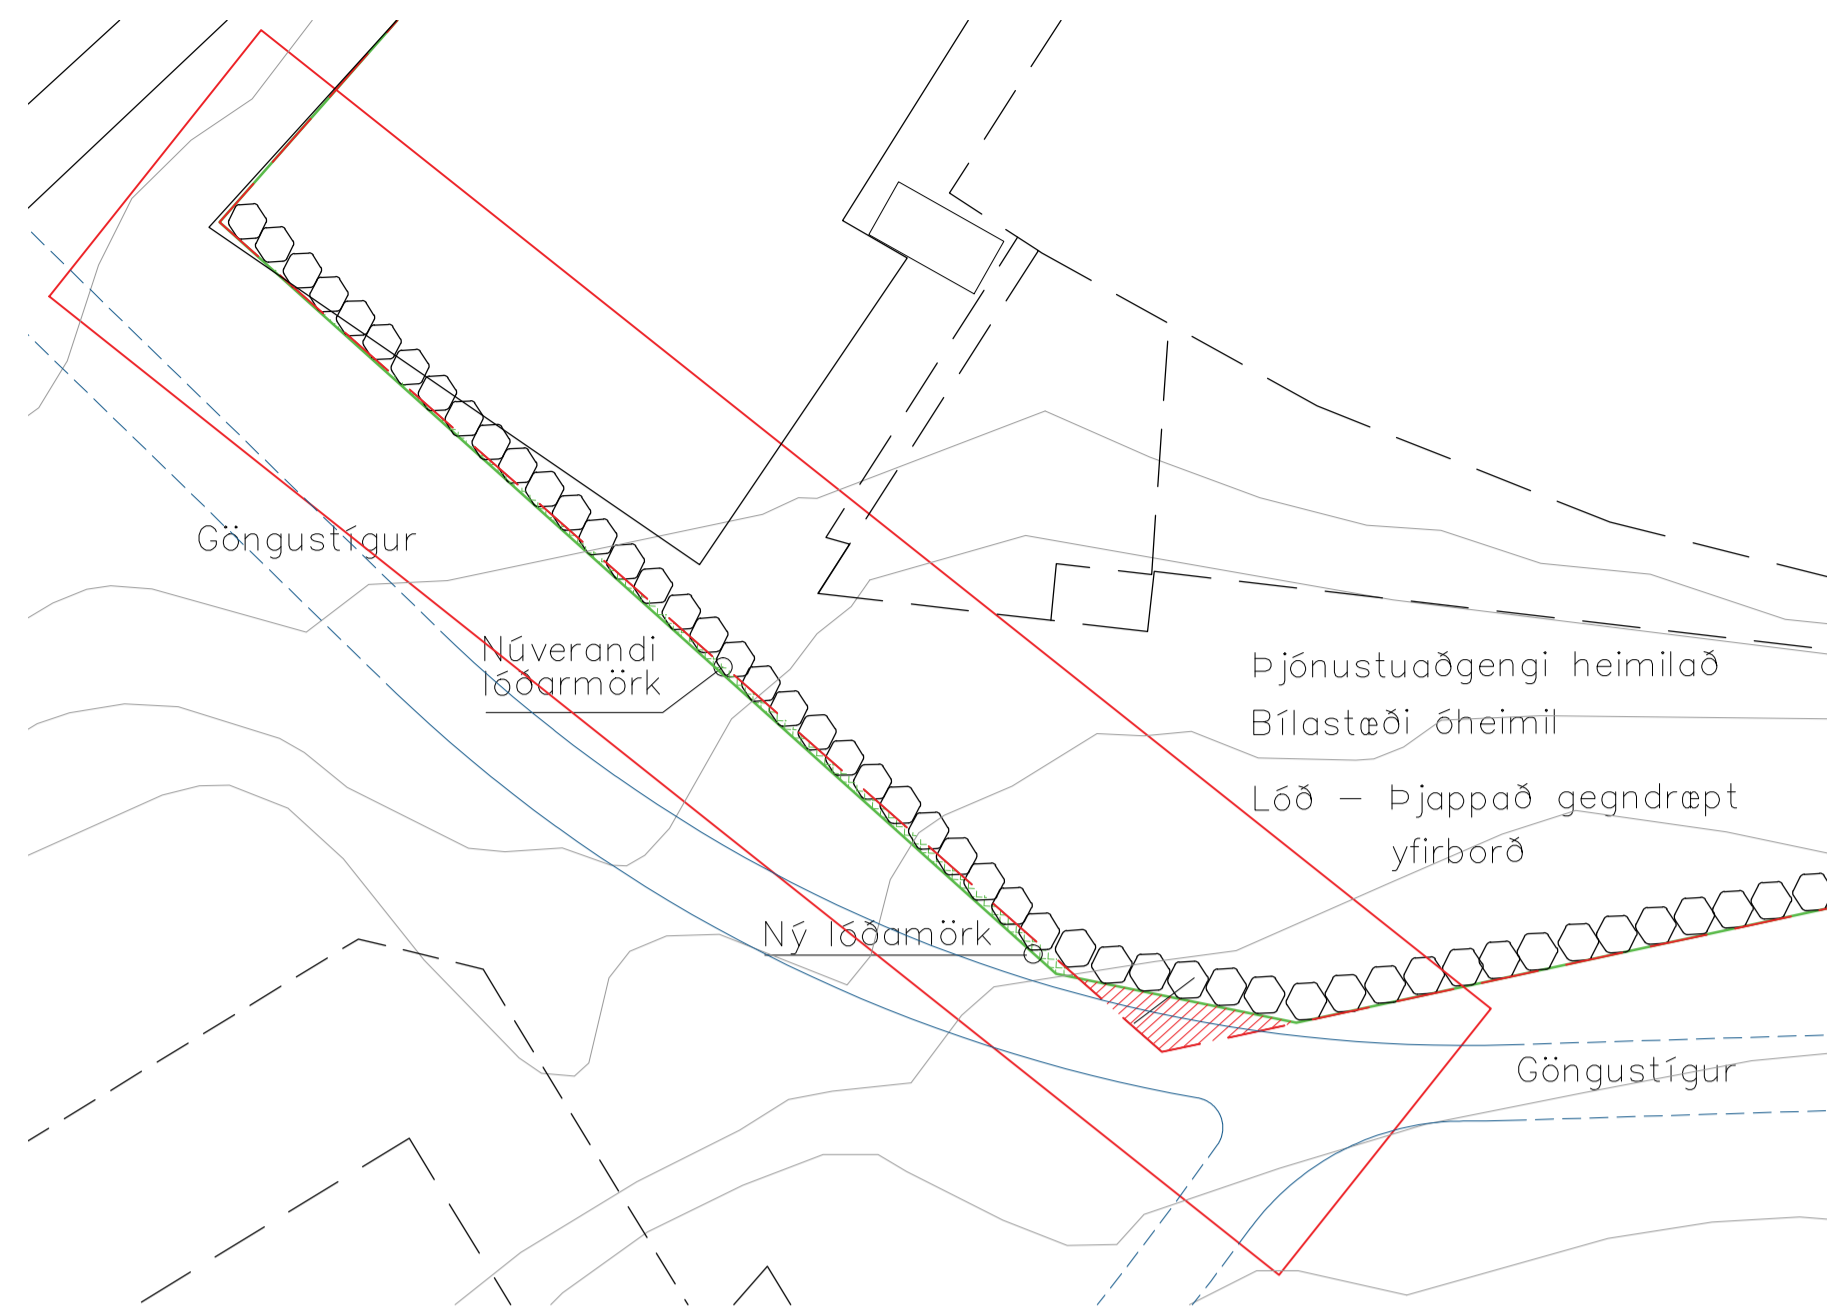 Göngustígur
Núverandi
lóðarmörk
Þjónustuaðgengi heimilað
Bílastæði óheimil
Lóð – Þjappað gegndræpt
yfirborð
Ný lóðamörk
Göngustígur